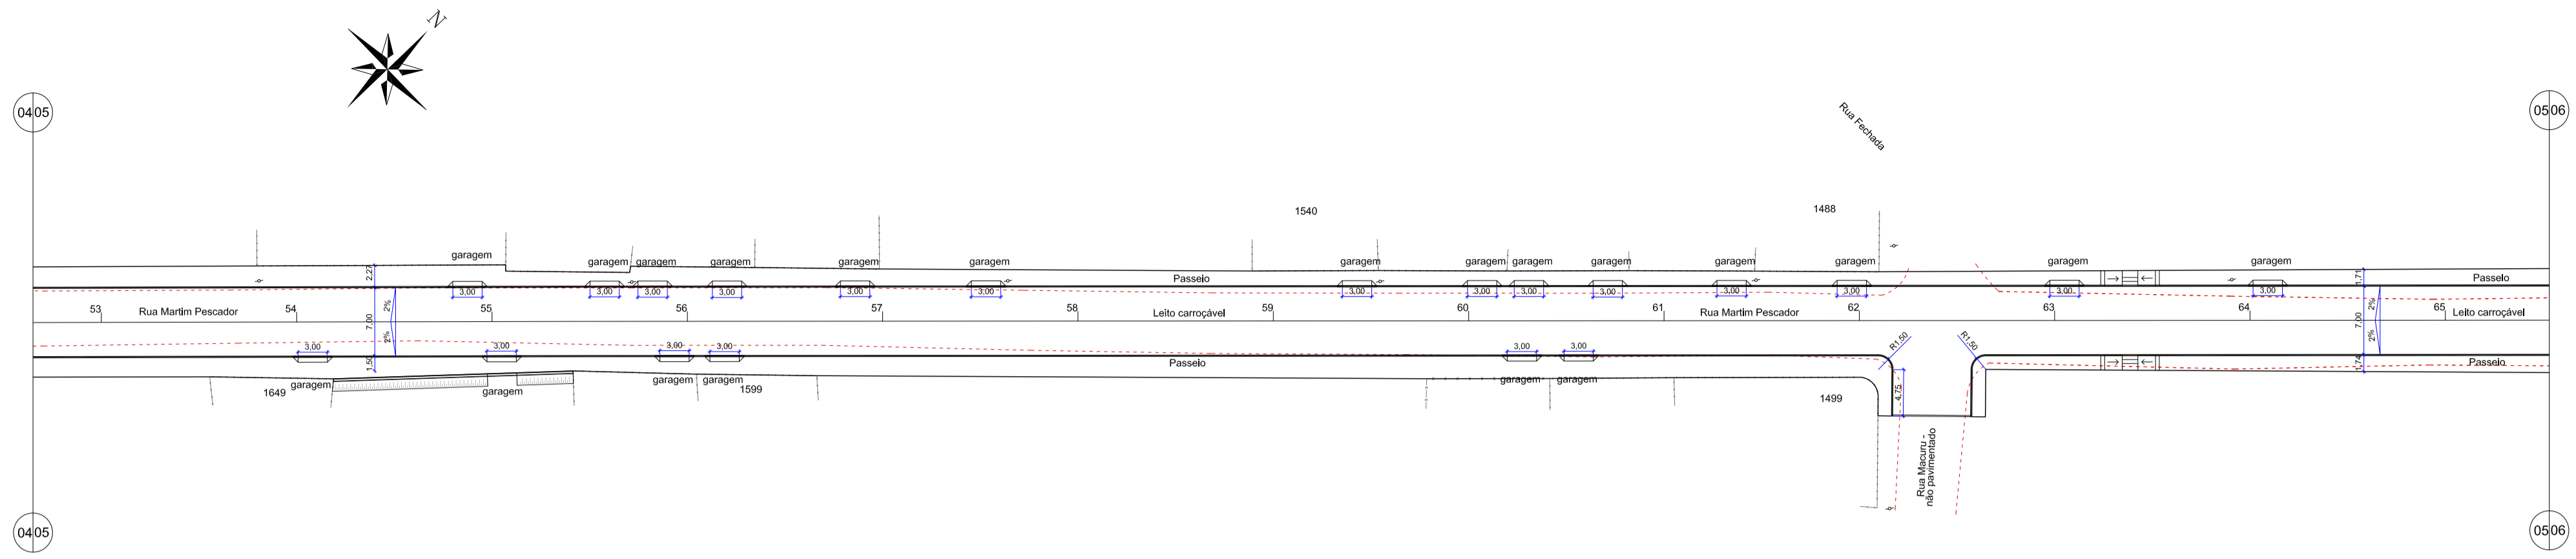 N
04 05
05 06
Rua Fechada
1540
1488
garagem
garagem
garagem
garagem
garagem
garagem
garagem
garagem
garagem
garagem
garagem
garagem
garagem
garagem
2,27
Passeio
1,71
Passeio
3,00
3,00
3,00
3,00
3,00
3,00
3,00
3,00
3,00
3,00
3,00
3,00
3,00
3,00
53
Rua Martim Pescador
54
2%
7,00
2%
55
56
57
58
Leito carroçável
59
60
61
Rua Martim Pescador
62
63
64
2%
7,00
2%
65
Leito carroçável
3,00
3,00
3,00
3,00
3,00
3,00
R1,50
R1,50
1,50
Passeio
1,74
Passeio
1649
garagem
garagem
garagem
garagem
1599
garagem
garagem
1499
4,75
Rua Macuru -
não pavimentado
04 05
05 06